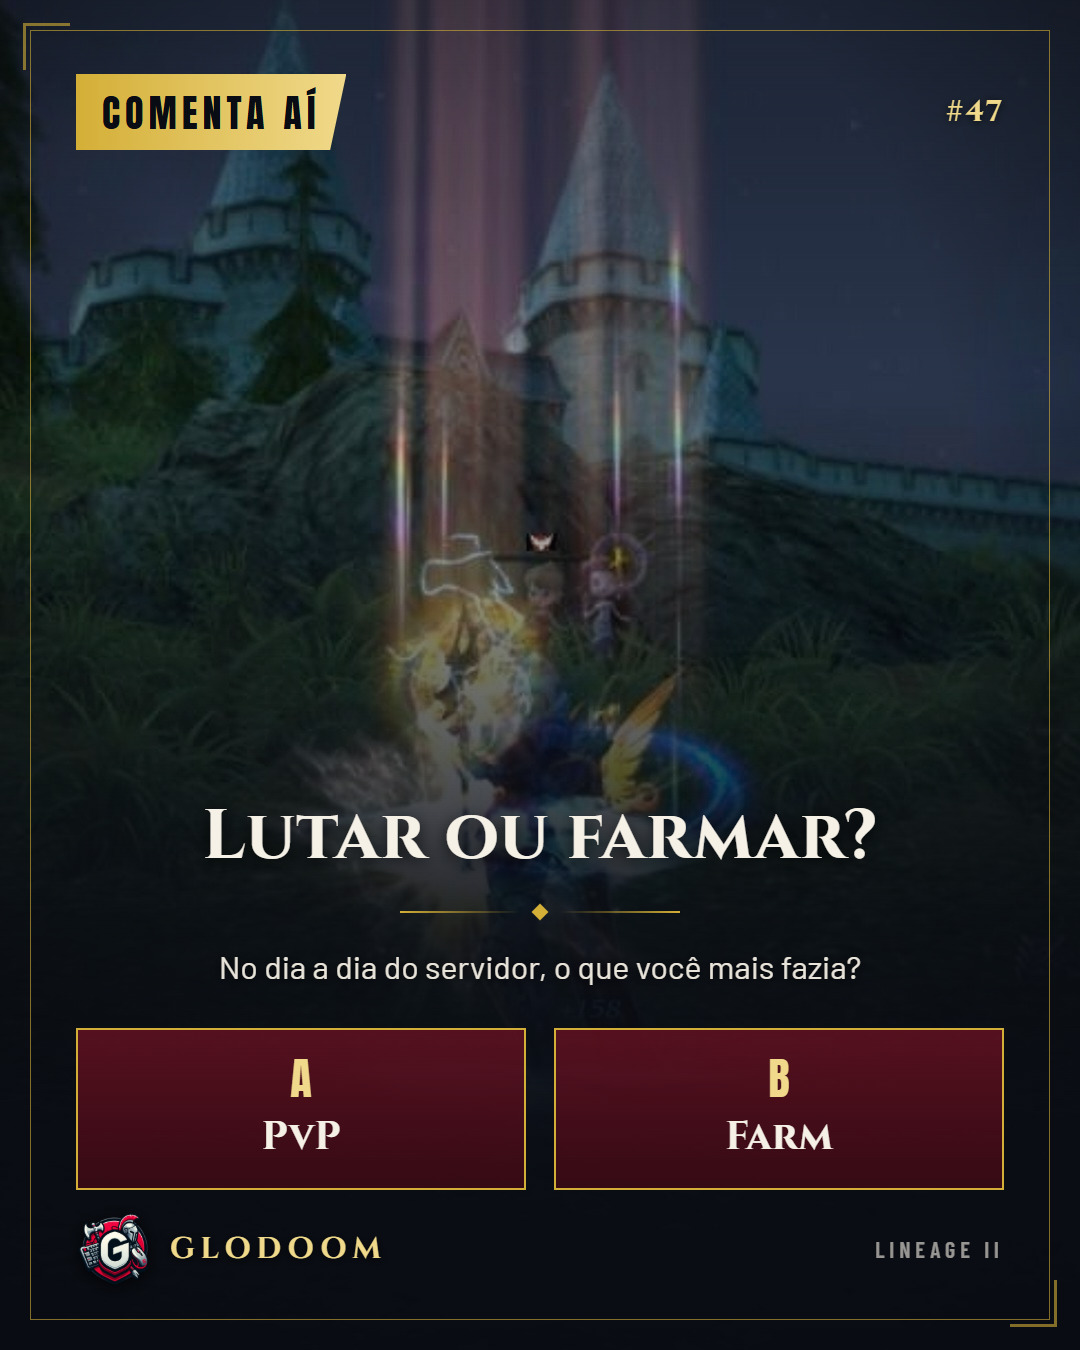 COMENTA AÍ
#47
Lutar ou farmar?
No dia a dia do servidor, o que você mais fazia?
A
PvP
B
Farm
G
GLODOOM
LINEAGE II